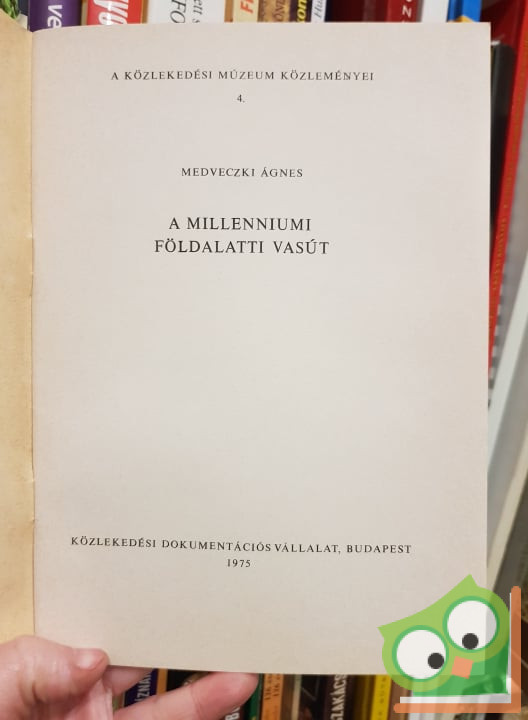 A KÖZLEKEDÉSI MÚZEUM KÖZLEMÉNYEI
4.
MEDVECZKI ÁGNES
A MILLENNIUMI
FÖLDALATTI VASÚT
KÖZLEKEDÉSI DOKUMENTÁCIÓS VÁLLALAT, BUDAPEST
1975